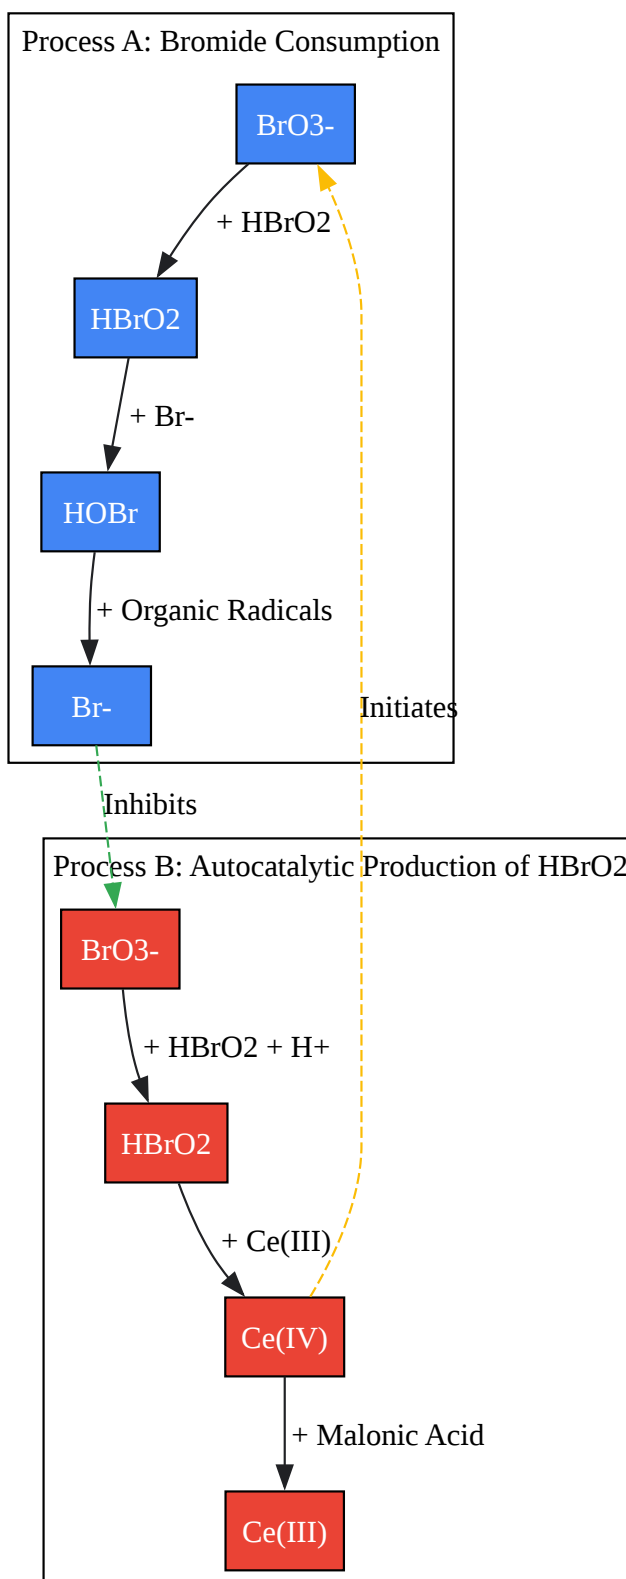 Process A: Bromide Consumption
BrO3-
+ HBrO2
HBrO2
+ Br-
HOBr
+ Organic Radicals
Br-
Initiates
Inhibits
Process B: Autocatalytic Production of HBrO2
BrO3-
+ HBrO2 + H+
HBrO2
+ Ce(III)
Ce(IV)
+ Malonic Acid
Ce(III)